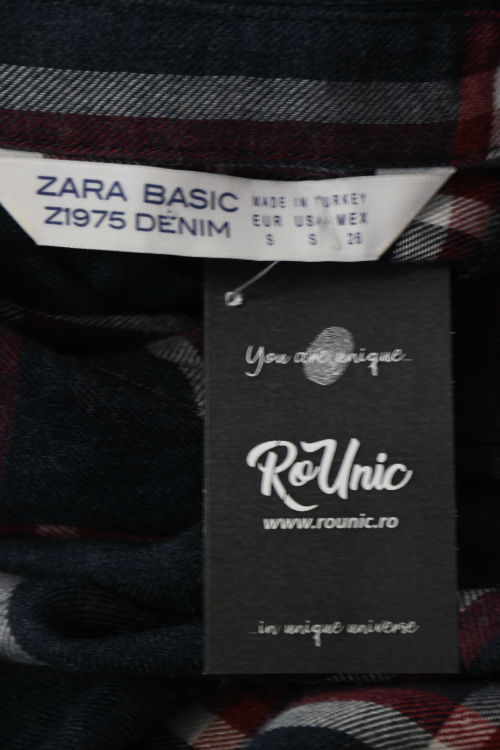 ZARA BASIC
Z1975 DENIM
MADE IN TURKEY
EUR USA MEX
S S 26
You are unique...
RoUnic
www.rounic.ro
...in unique universe